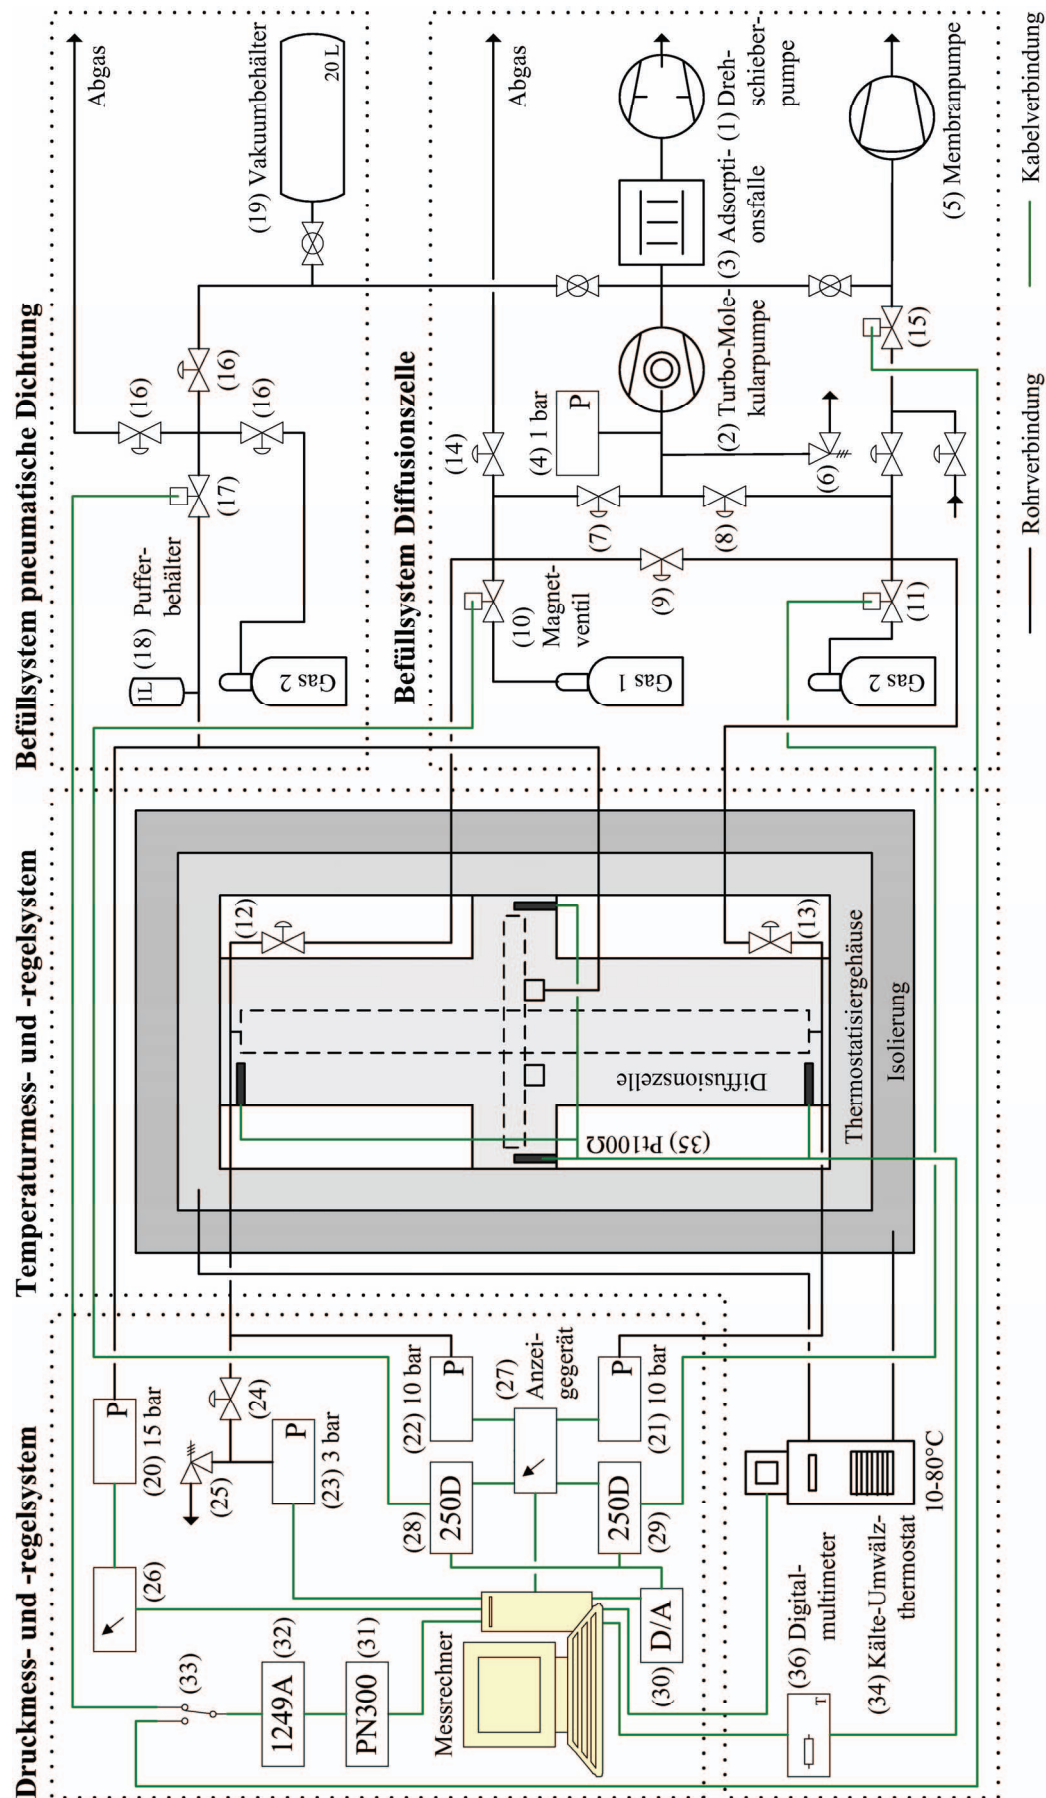 Druckmess- und -regelsystem
Temperaturmess- und -regelsystem
Befüllsystem pneumatische Dichtung
Befüllsystem Diffusionszelle
(33)
(32)
1249A
(31)
PN300
Messrechner
(26)
(20) 15 bar
P
(25)
(24)
(23) 3 bar
P
(22) 10 bar
P
(27)
Anzei-
gegerät
(21) 10 bar
P
(28)
250D
(29)
250D
(30)
D/A
(36) Digital-
multimeter
T
(34) Kälte-Umwälz-
thermostat
10-80°C
(12)
(13)
(35) Pt100Ω
Diffusionszelle
Thermostatisiergehäuse
Isolierung
Abgas
(16)
(16)
(16)
(17)
(18) Puffer-
behälter
1L
Gas 2
(19) Vakuumbehälter
20 L
Abgas
(14)
(4) 1 bar
P
(7)
(8)
(6)
(9)
(10)
Magnet-
ventil
Gas 1
(11)
Gas 2
(2) Turbo-Mole-
kularpumpe
(3) Adsorpti-
onsfalle
(1) Dreh-
schieber-
pumpe
(15)
(5) Membranpumpe
Rohrverbindung
Kabelverbindung